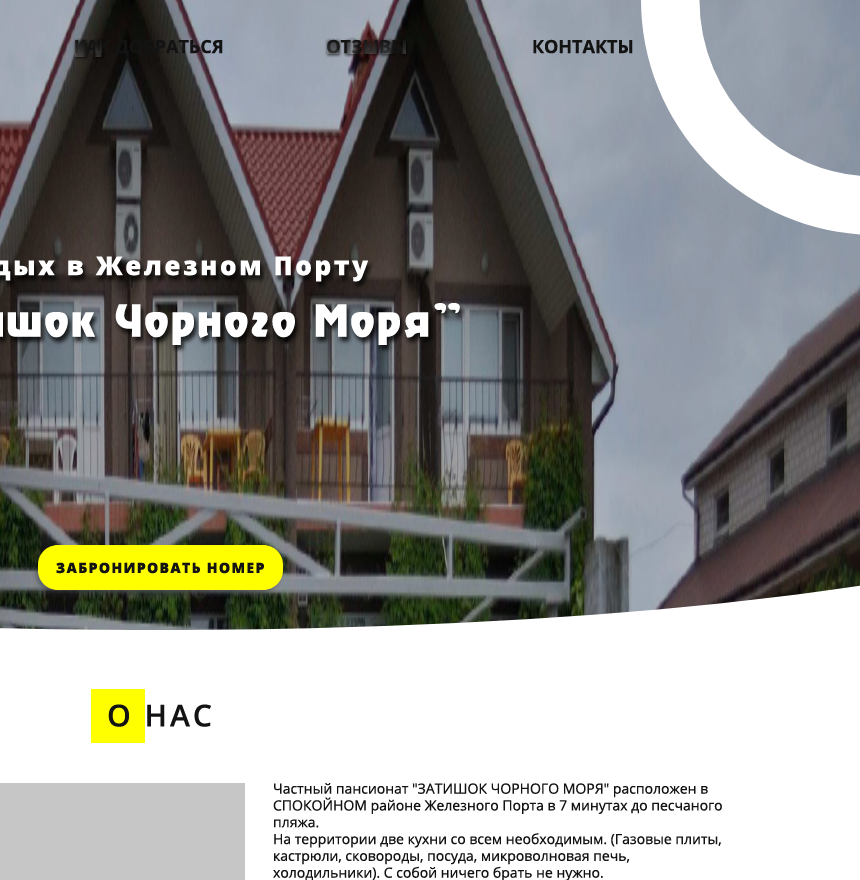 КАК ДОБРАТЬСЯ ОТЗЫВЫ КОНТАКТЫ
дых в Железном Порту
шок Чорного Моря”
ЗАБРОНИРОВАТЬ НОМЕР
О НАС
Частный пансионат "ЗАТИШОК ЧОРНОГО МОРЯ" расположен в
СПОКОЙНОМ районе Железного Порта в 7 минутах до песчаного
пляжа.
На территории две кухни со всем необходимым. (Газовые плиты,
кастрюли, сковороды, посуда, микроволновая печь,
холодильники). С собой ничего брать не нужно.